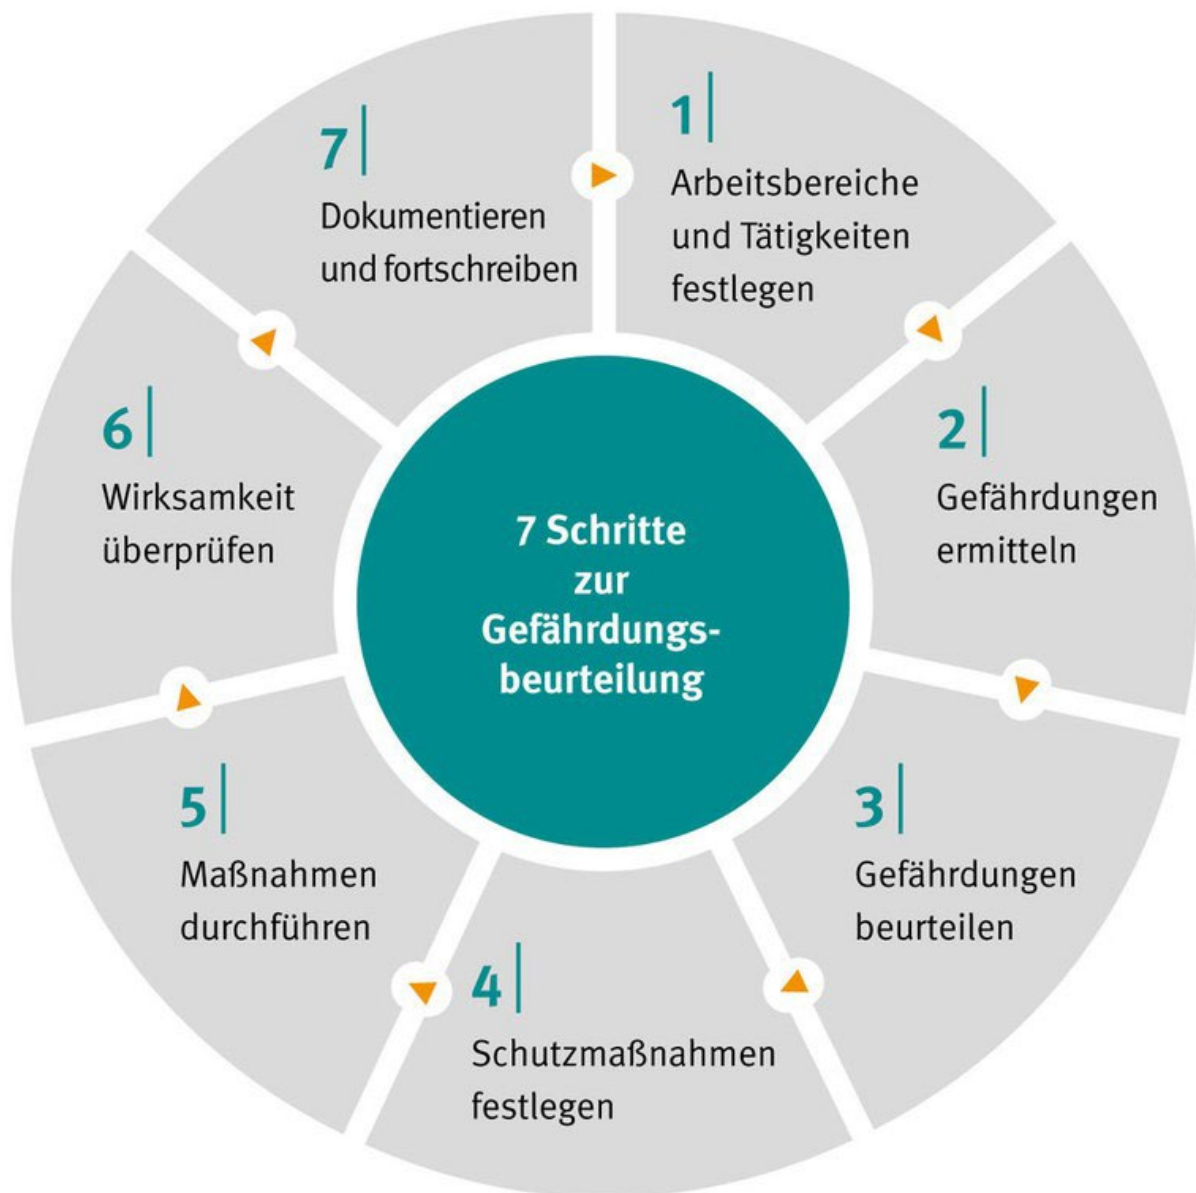 7 Schritte
zur
Gefährdungs-
beurteilung
1
Arbeitsbereiche
und Tätigkeiten
festlegen
2
Gefährdungen
ermitteln
3
Gefährdungen
beurteilen
4
Schutzmaßnahmen
festlegen
5
Maßnahmen
durchführen
6
Wirksamkeit
überprüfen
7
Dokumentieren
und fortschreiben